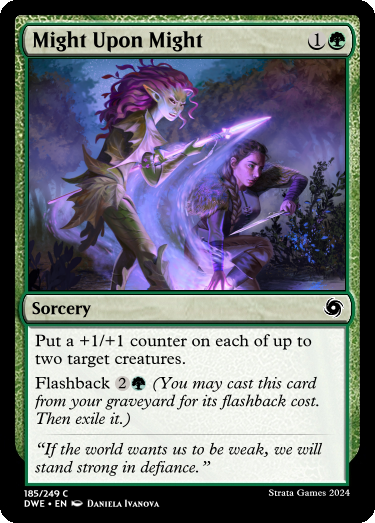 Might Upon Might 1
Sorcery
Put a +1/+1 counter on each of up to
two target creatures.
Flashback 2 (You may cast this card
from your graveyard for its flashback cost.
Then exile it.)
“If the world wants us to be weak, we will
stand strong in defiance.”
185/249 C Strata Games 2024
DWE • EN Daniela Ivanova